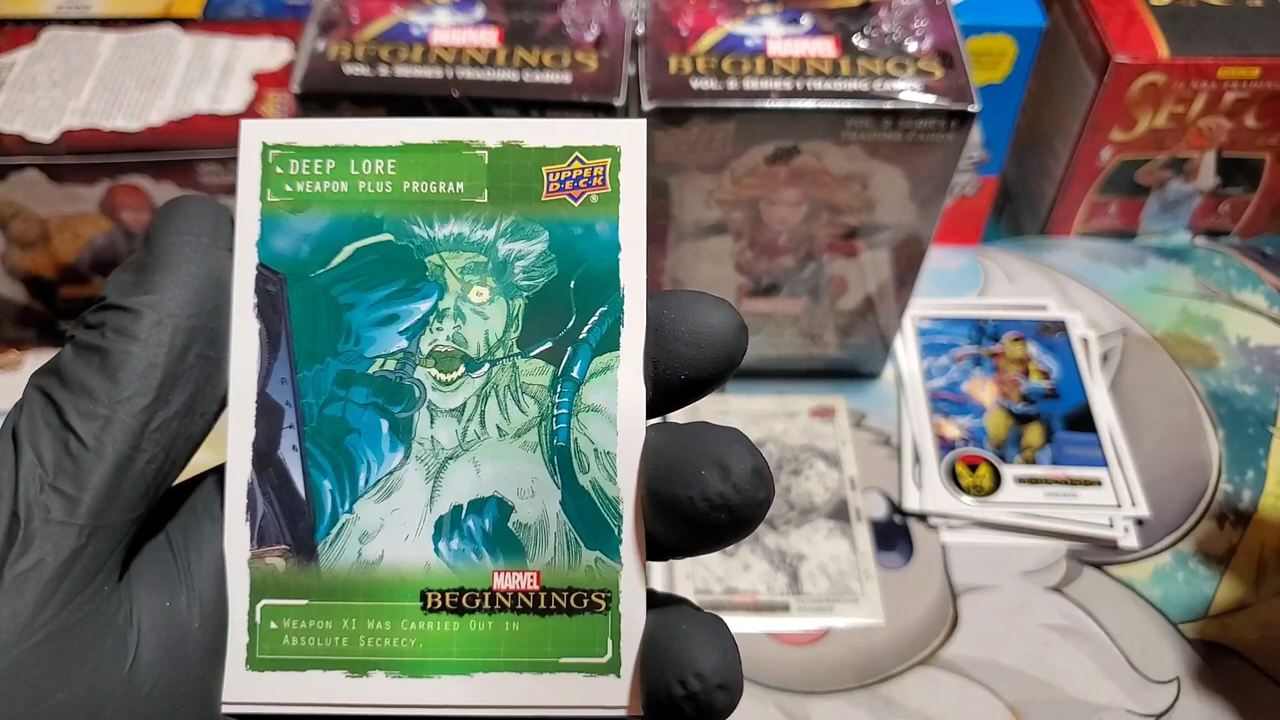 MARVEL
BEGINNINGS
VOL. 2: SERIES 1 TRADING CARDS
MARVEL
BEGINNINGS
VOL. 2: SERIES 1 TRADING CARDS
SELEC
DEEP LORE
WEAPON PLUS PROGRAM
UPPER
D·E·C·K
®
MARVEL
BEGINNINGS
WEAPON XI WAS CARRIED OUT IN
ABSOLUTE SECRECY.